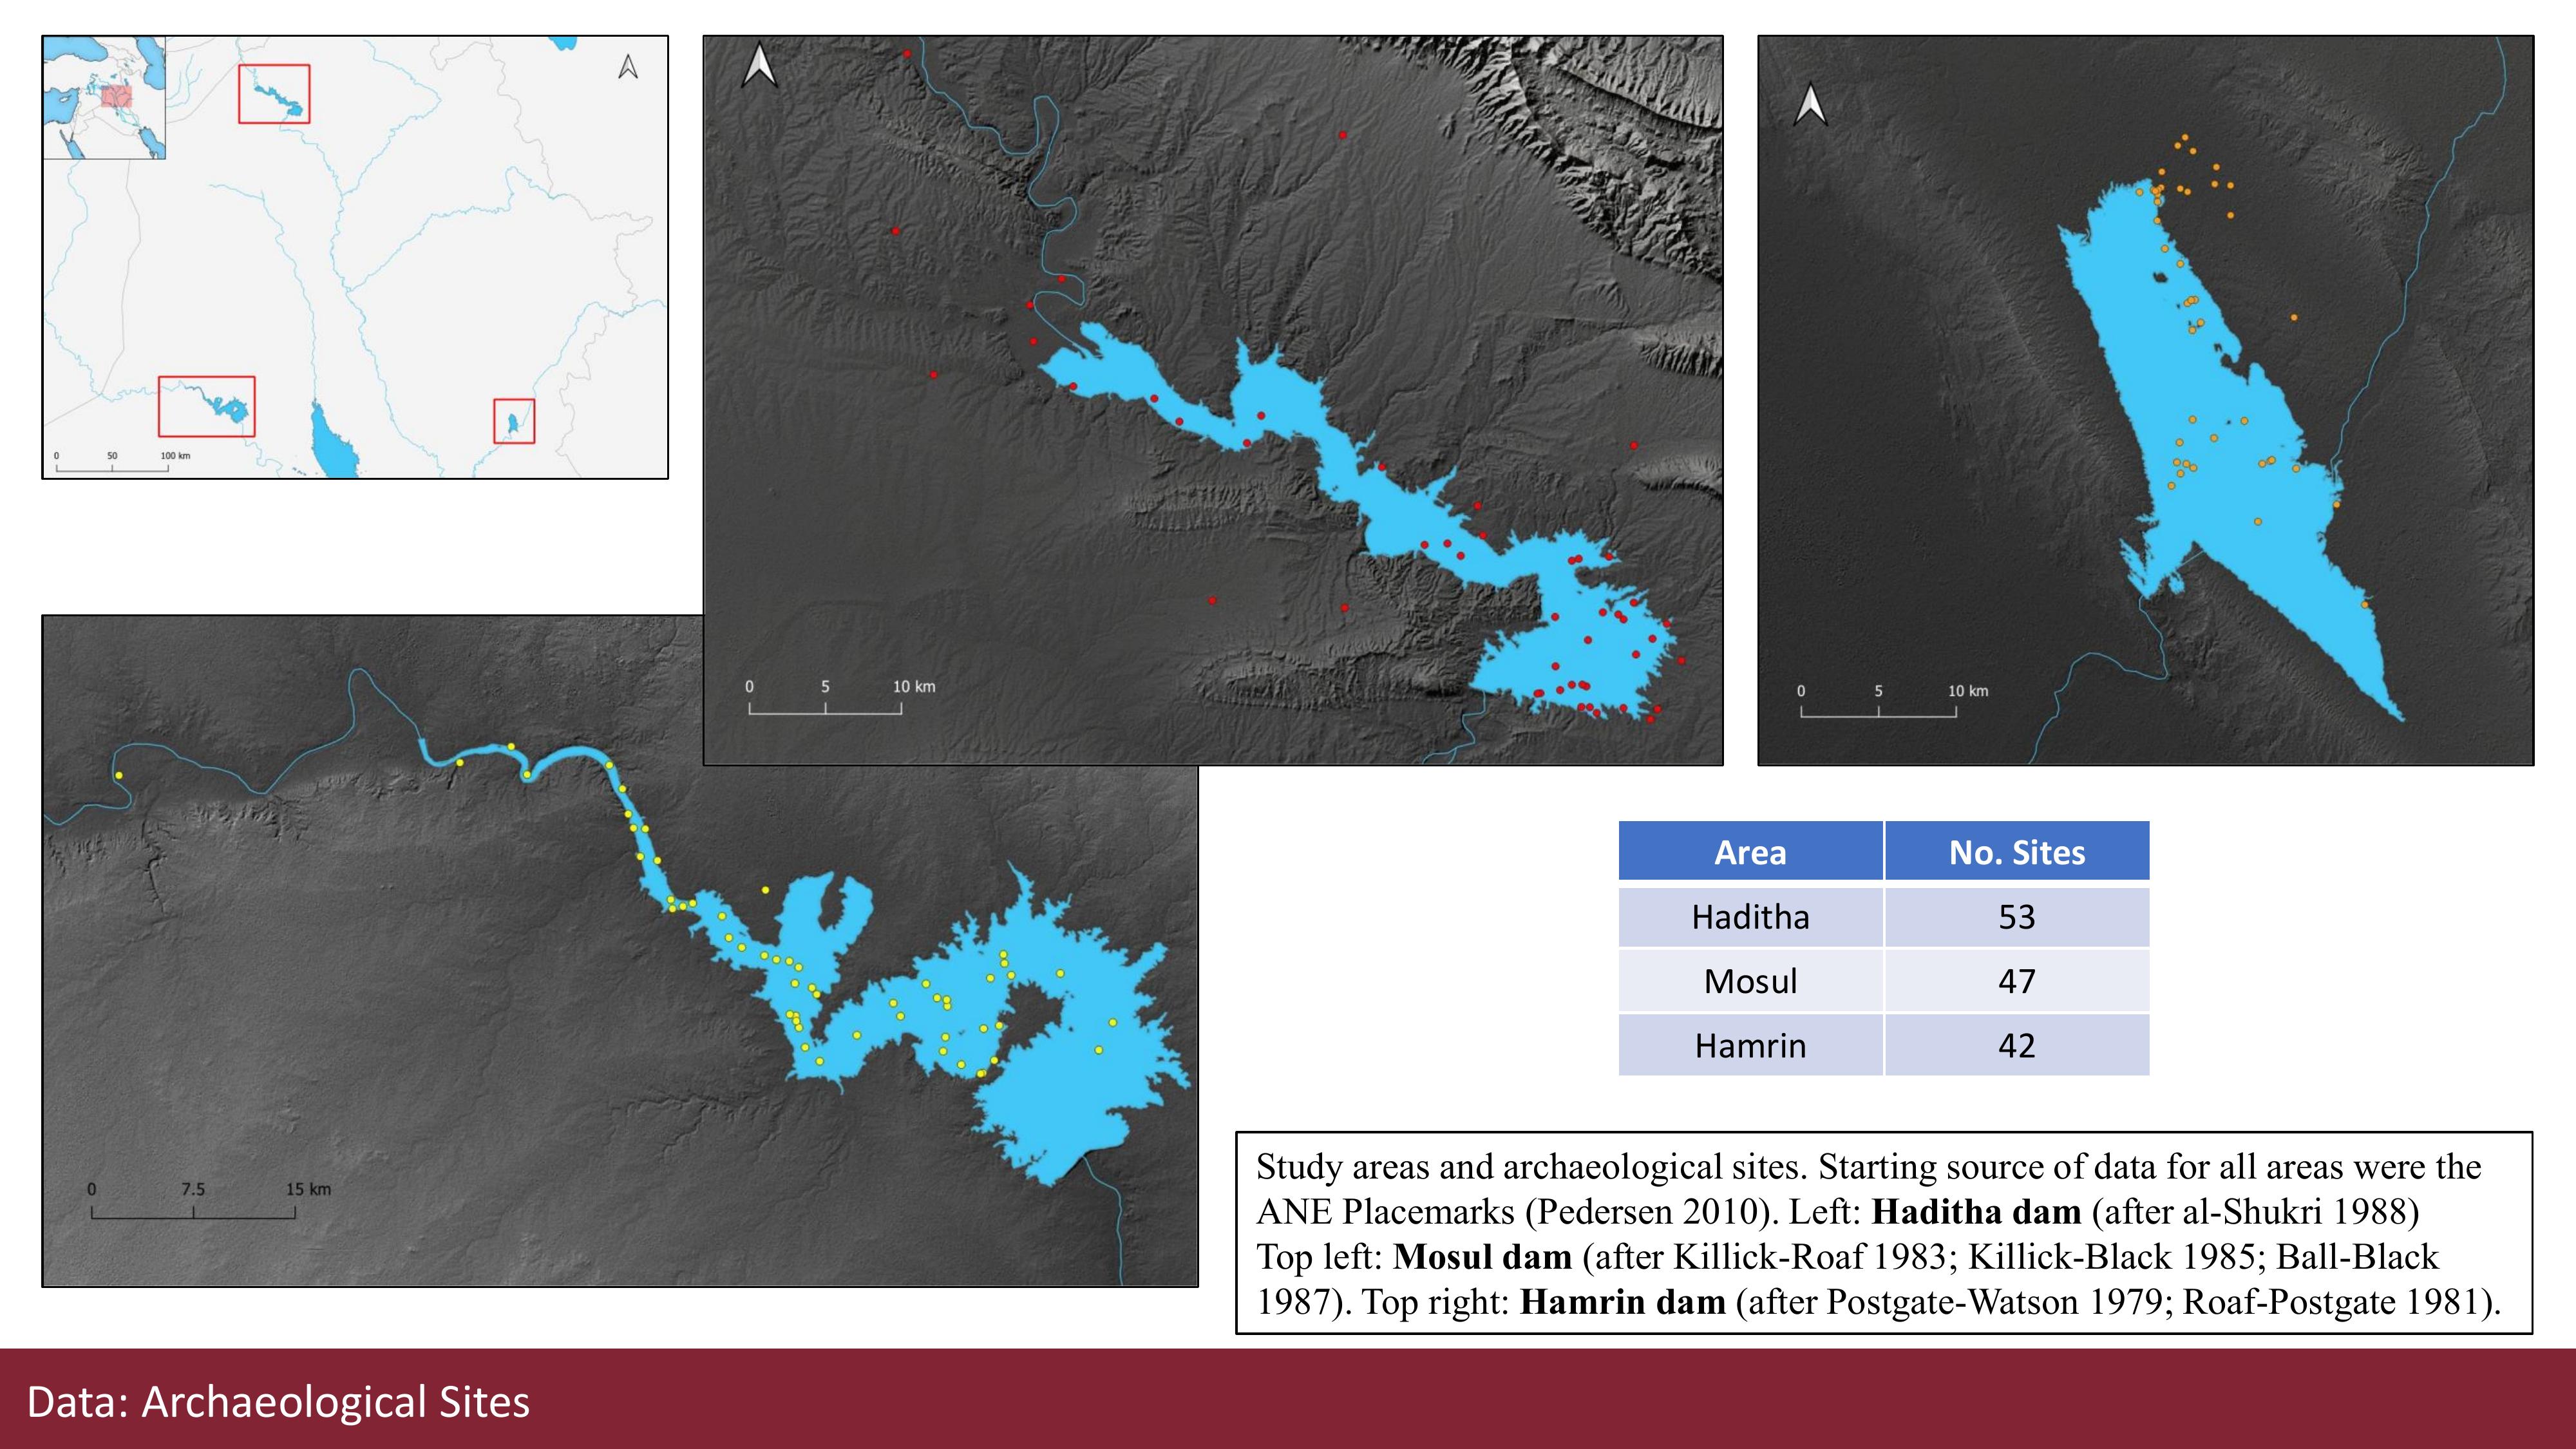 0 50 100 km
0 5 10 km
0 5 10 km
0 7.5 15 km
Area No. Sites
Haditha 53
Mosul 47
Hamrin 42
Study areas and archaeological sites. Starting source of data for all areas were the
ANE Placemarks (Pedersen 2010). Left: Haditha dam (after al-Shukri 1988)
Top left: Mosul dam (after Killick-Roaf 1983; Killick-Black 1985; Ball-Black
1987). Top right: Hamrin dam (after Postgate-Watson 1979; Roaf-Postgate 1981).
Data: Archaeological Sites